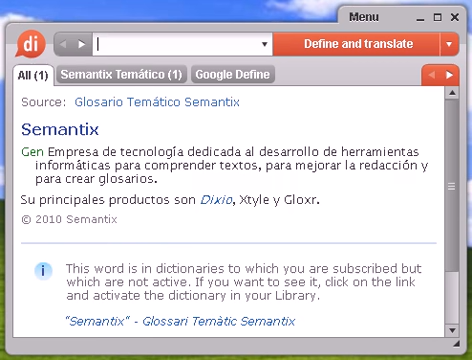 Menu
di
Define and translate
All (1)
Semantix Temático (1)
Google Define
Source: Glosario Temático Semantix
Semantix
Gen Empresa de tecnología dedicada al desarrollo de herramientas
informáticas para comprender textos, para mejorar la redacción y
para crear glosarios.
Su principales productos son Dixio, Xtyle y Gloxr.
© 2010 Semantix
i
This word is in dictionaries to which you are subscribed but
which are not active. If you want to see it, click on the link
and activate the dictionary in your Library.
"Semantix" - Glossari Temàtic Semantix